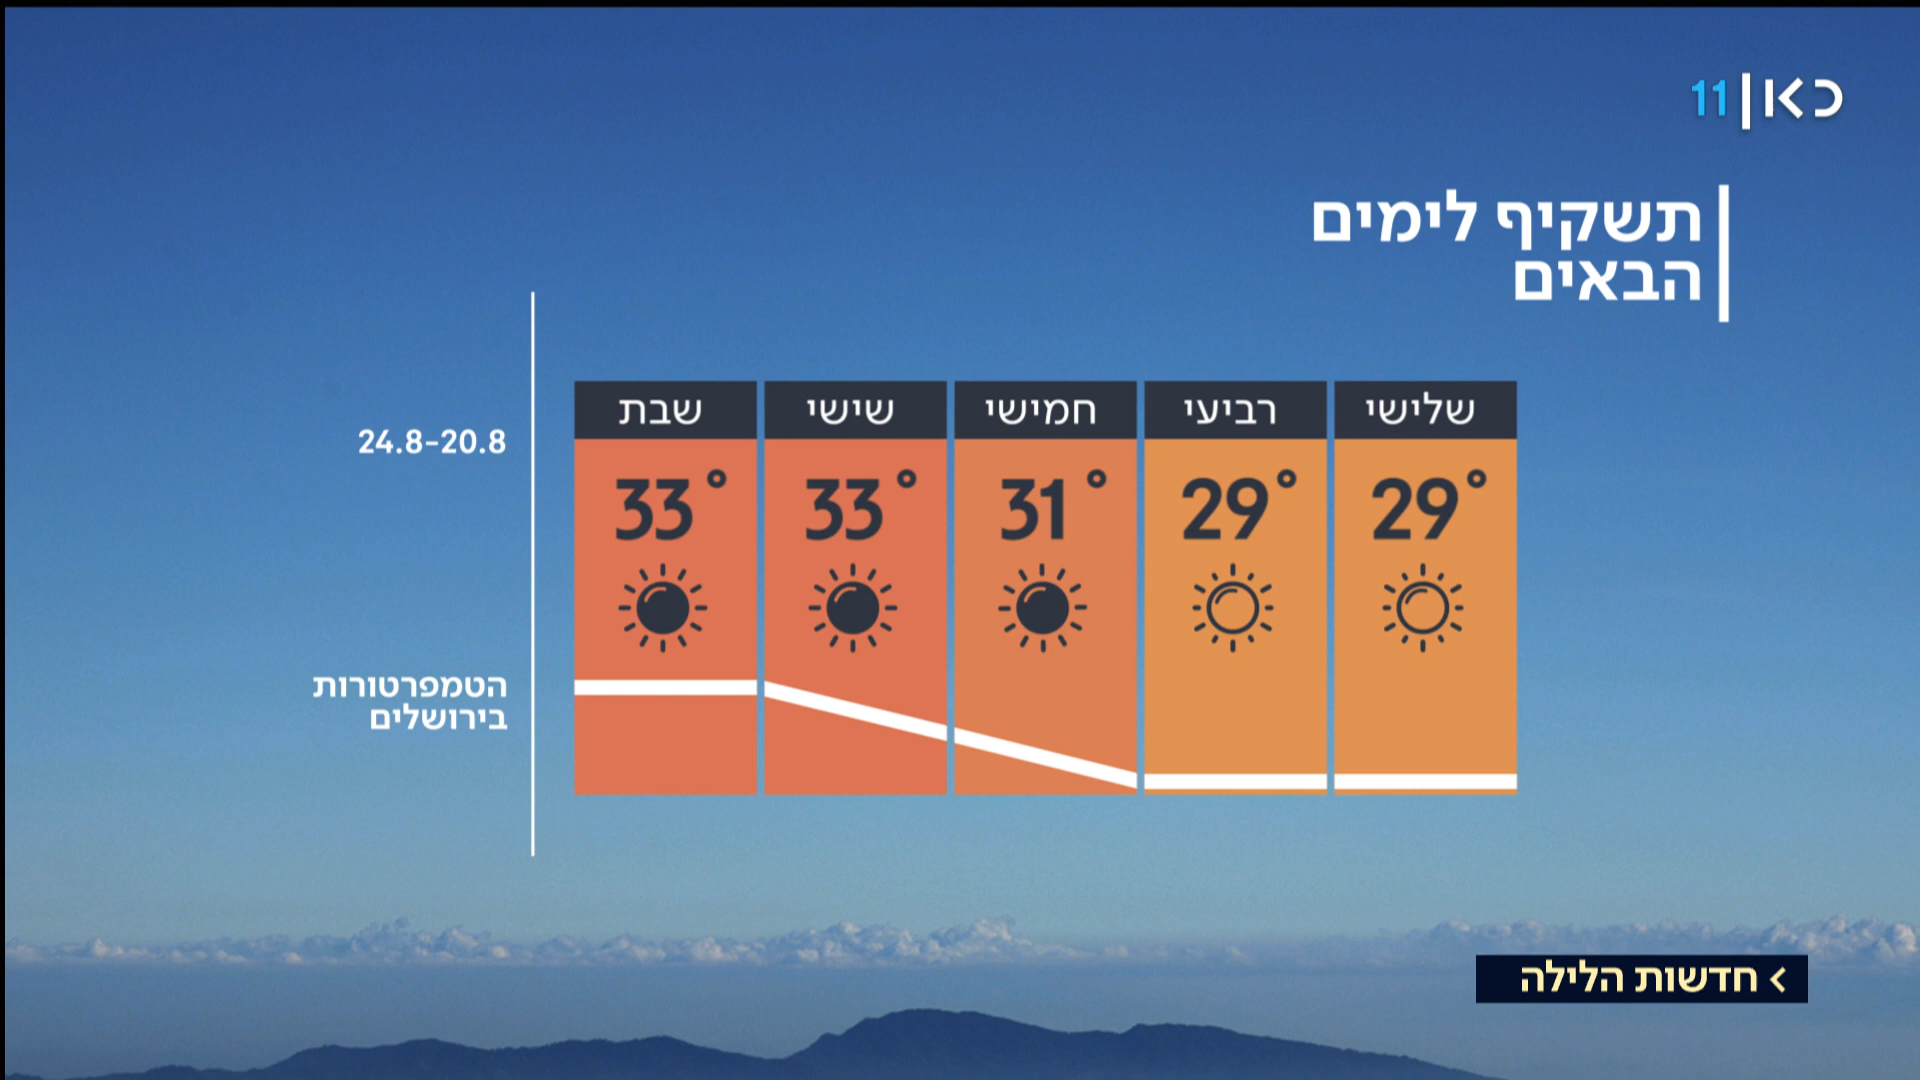 כאן 11
תשקיף לימים
הבאים
שלישי רביעי חמישי שישי שבת
29° 29° 31° 33° 33°
24.8-20.8
הטמפרטורות
בירושלים
חדשות הלילה